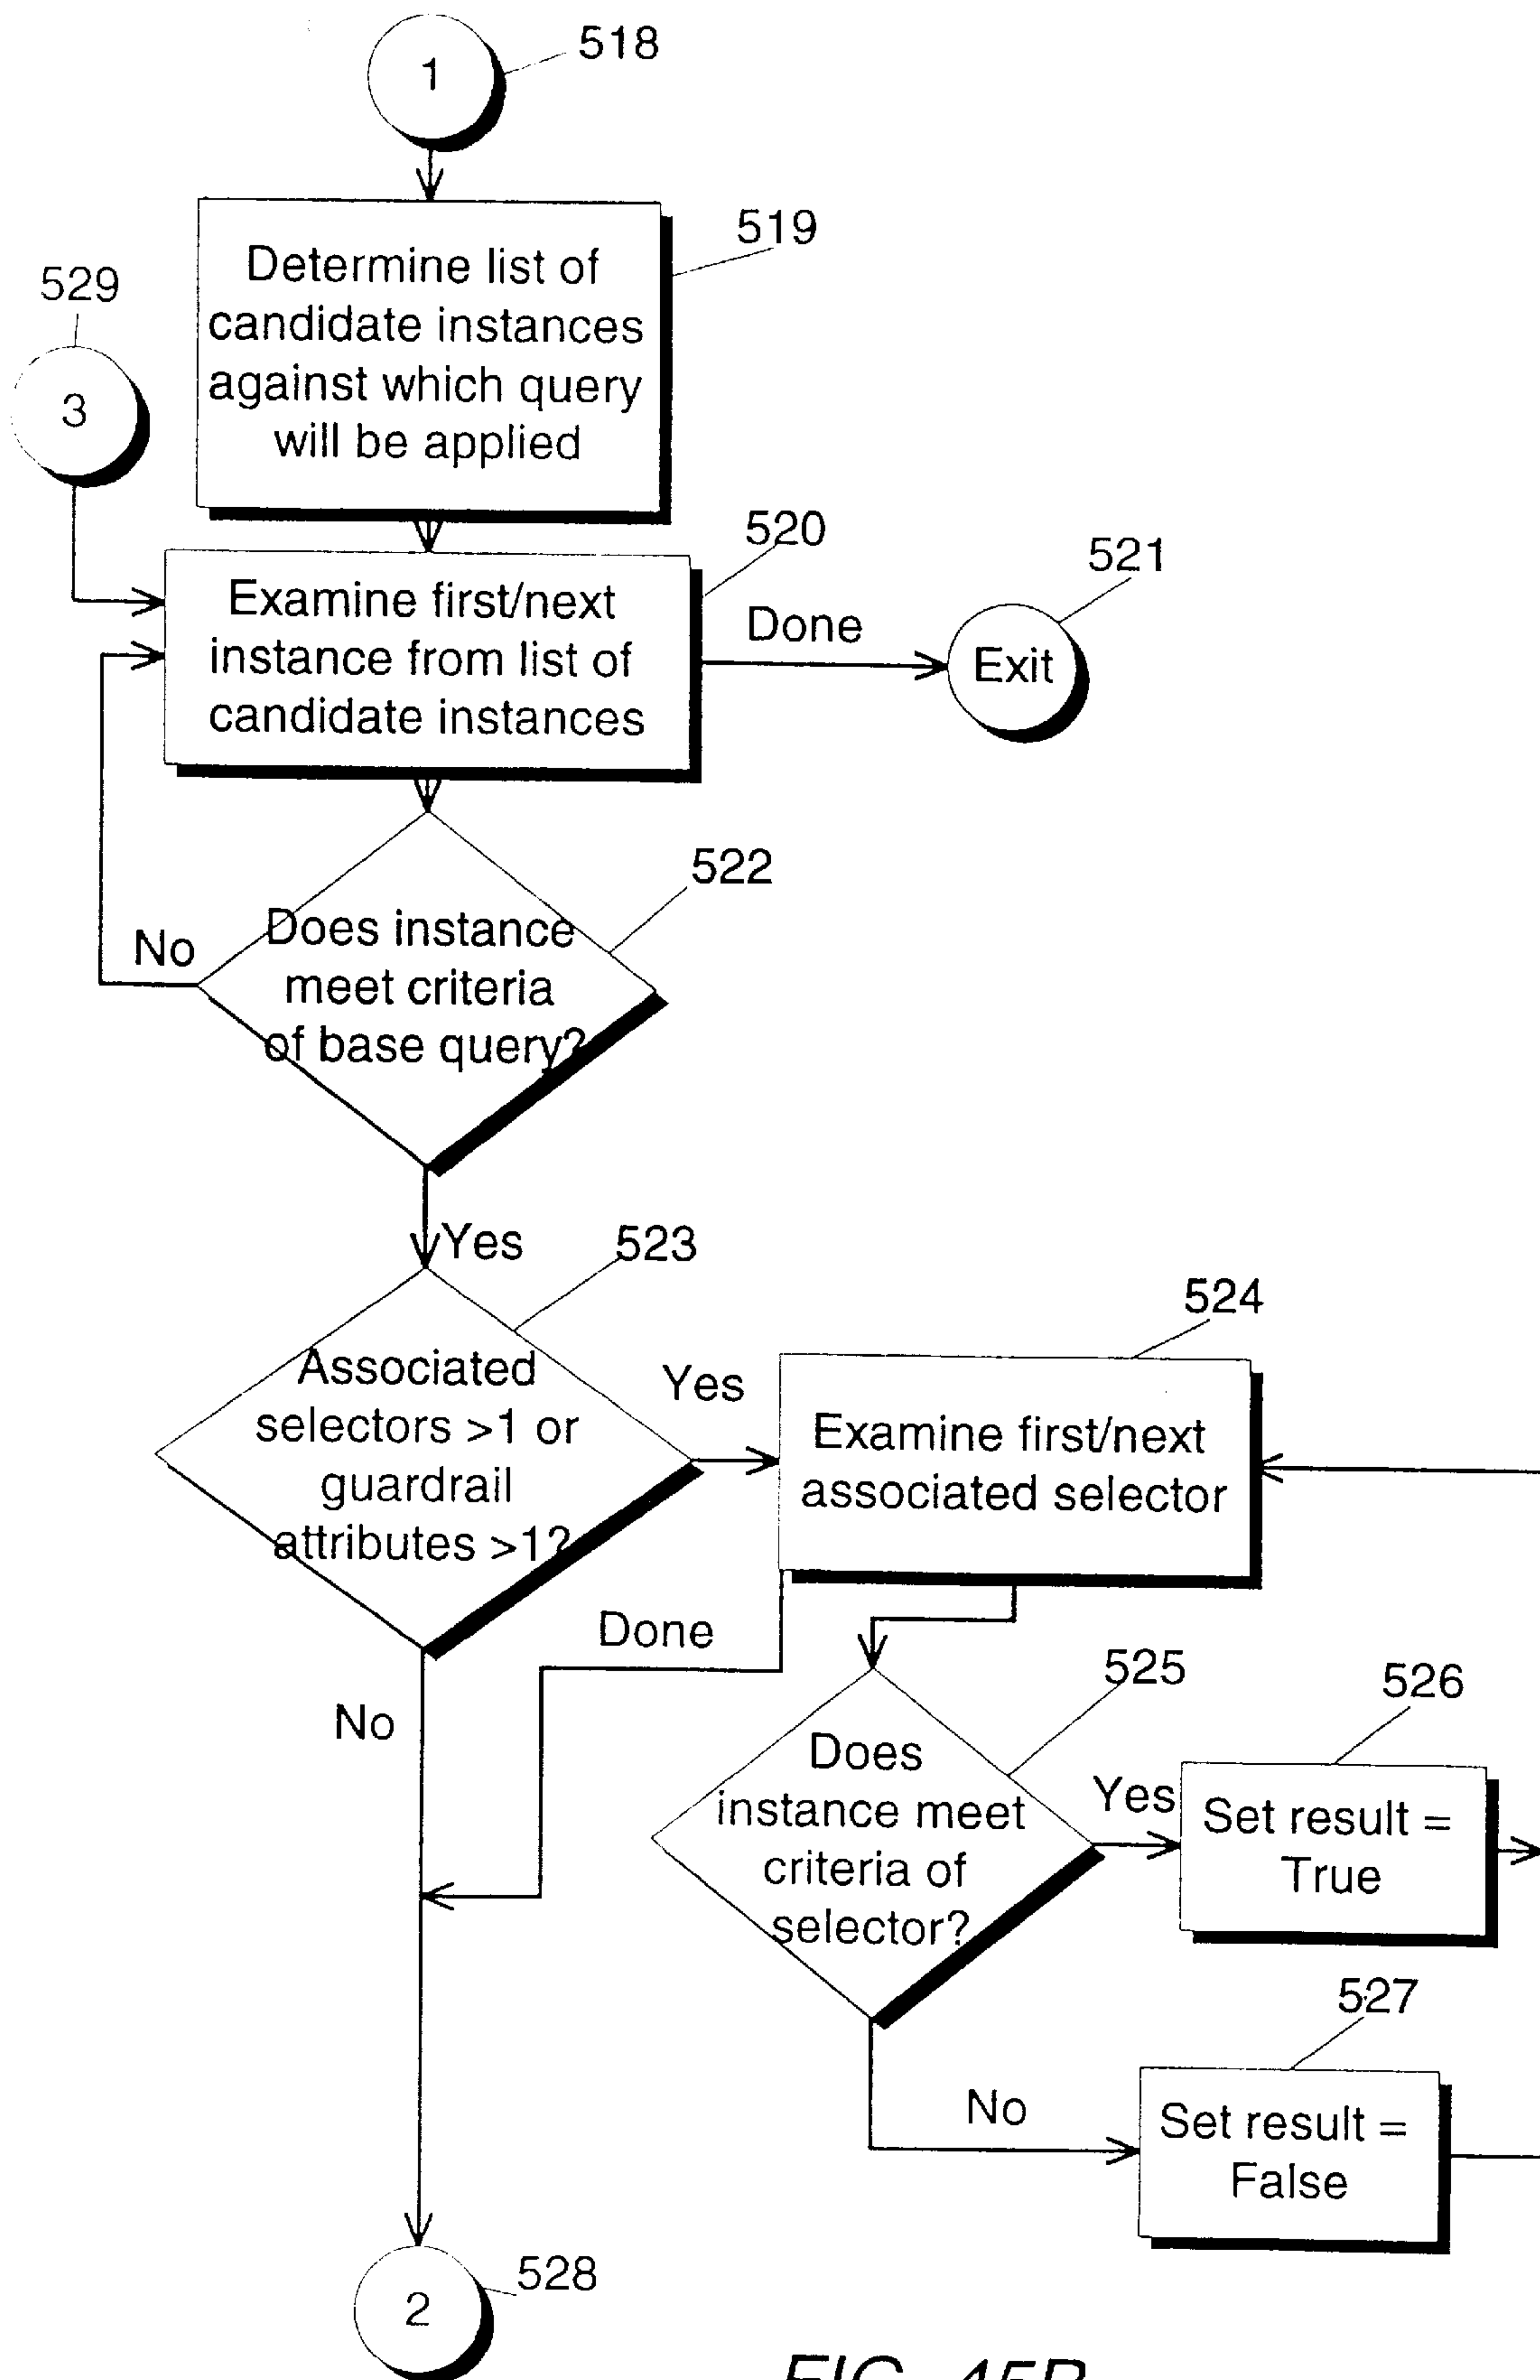 1
518
519
Determine list of
candidate instances
against which query
will be applied
529
3
520
Examine first/next
instance from list of
candidate instances
Done
521
Exit
522
Does instance
meet criteria
of base query?
No
Yes
523
Associated
selectors >1 or
guardrail
attributes >1?
Yes
524
Examine first/next
associated selector
Done
No
525
Does
instance meet
criteria of
selector?
Yes
526
Set result =
True
527
No
Set result =
False
528
2
FIG. 45B